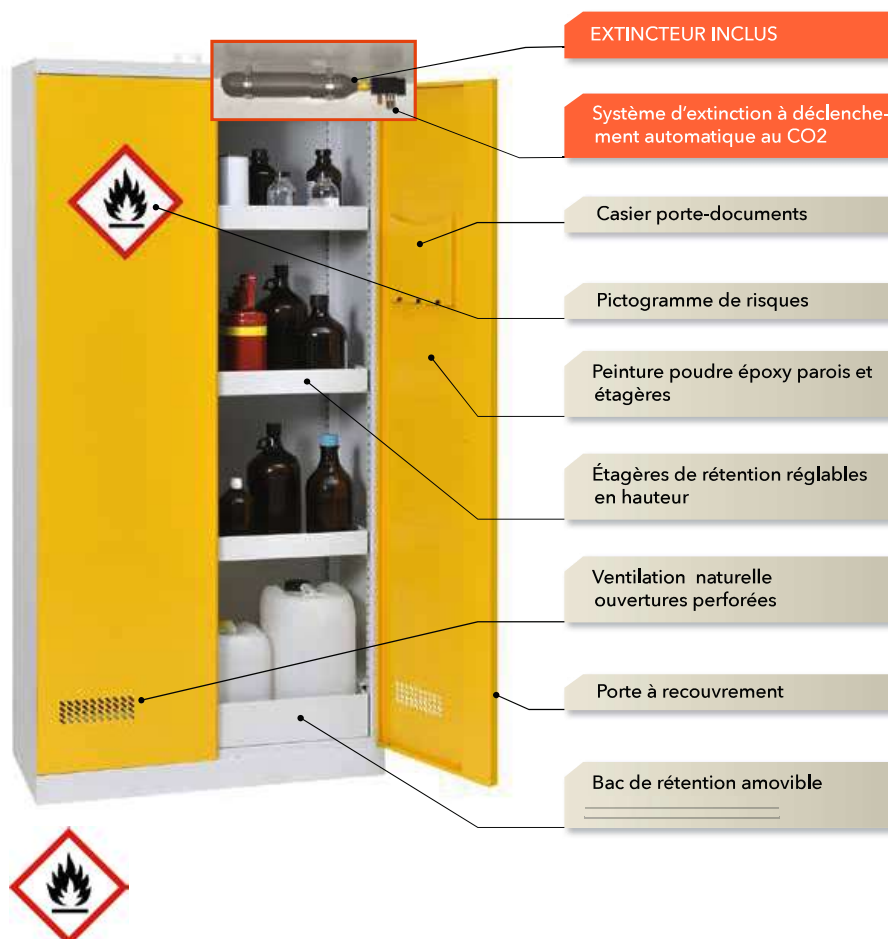 EXTINCTEUR INCLUS
Système d'extinction à déclenche-
ment automatique au CO2
Casier porte-documents
Pictogramme de risques
Peinture poudre époxy parois et
étagères
Étagères de rétention réglables
en hauteur
Ventilation naturelle
ouvertures perforées
Porte à recouvrement
Bac de rétention amovible